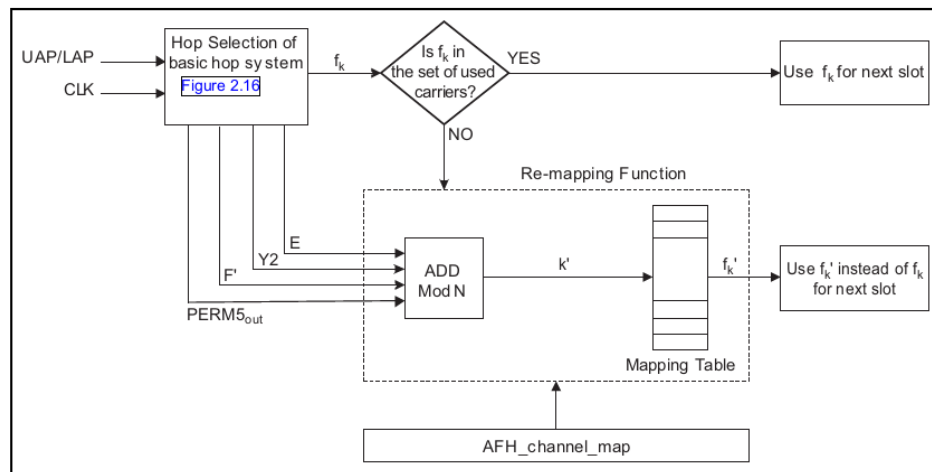 UAP/LAP
CLK
Hop Selection of
basic hop system
Figure 2.16
fk
Is fk in
the set of used
carriers?
YES
Use fk for next slot
NO
Re-mapping Function
E
Y2
F'
PERM5out
ADD
Mod N
k'
fk'
Mapping Table
Use fk' instead of fk
for next slot
AFH_channel_map